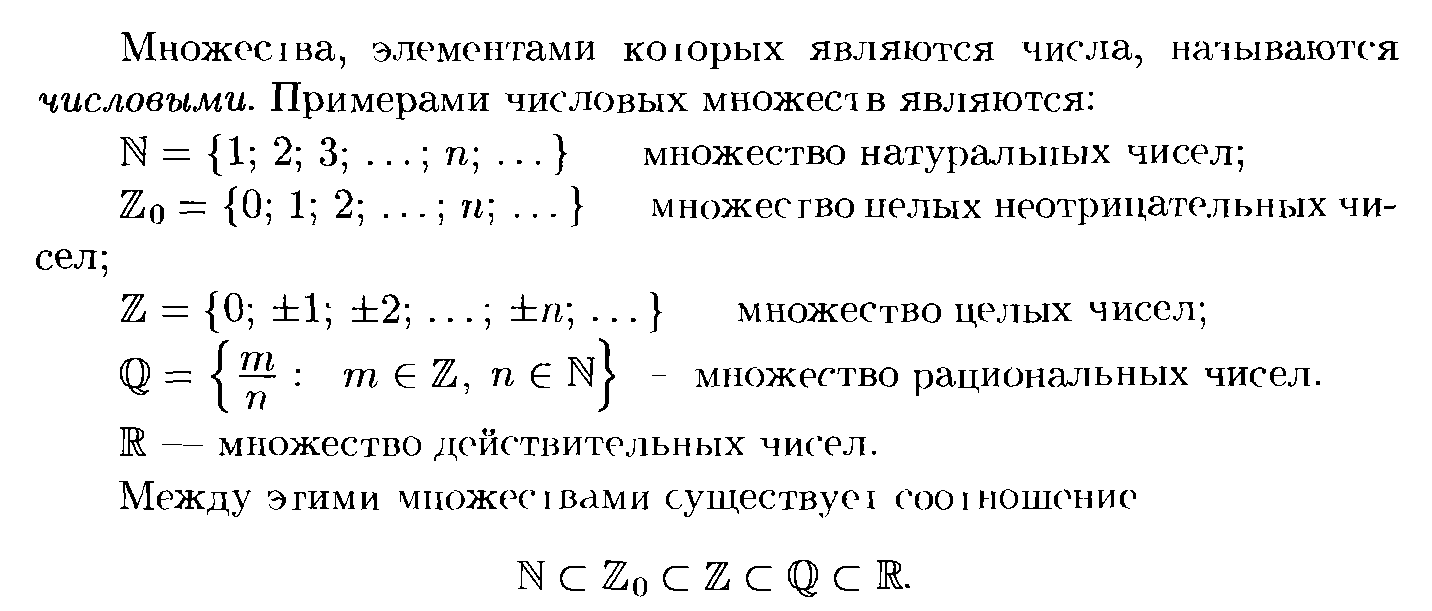 Множества, элементами которых являются числа, называются
числовыми. Примерами числовых множеств являются:
ℕ = {1; 2; 3; ...; n; ...} множество натуральных чисел;
ℤ₀ = {0; 1; 2; ...; n; ...} множество целых неотрицательных чи-
сел;
ℤ = {0; ±1; ±2; ...; ±n; ...} множество целых чисел;
ℚ = {m/n : m ∈ ℤ, n ∈ ℕ} - множество рациональных чисел.
ℝ — множество действительных чисел.
Между этими множествами существует соотношение
ℕ ⊂ ℤ₀ ⊂ ℤ ⊂ ℚ ⊂ ℝ.